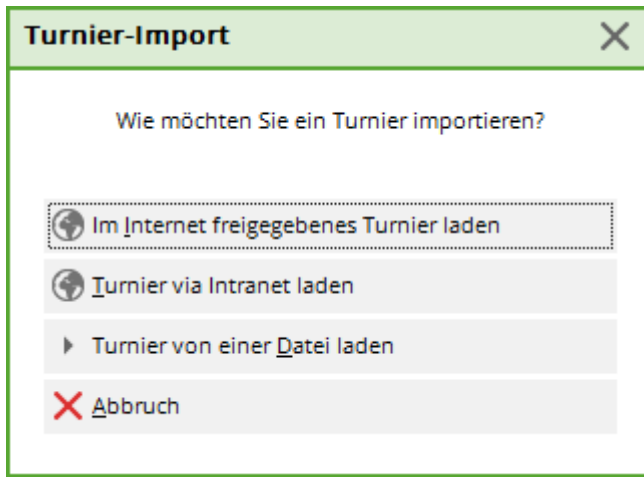 Turnier-Import
Wie möchten Sie ein Turnier importieren?
Im Internet freigegebenes Turnier laden
Turnier via Intranet laden
Turnier von einer Datei laden
Abbruch